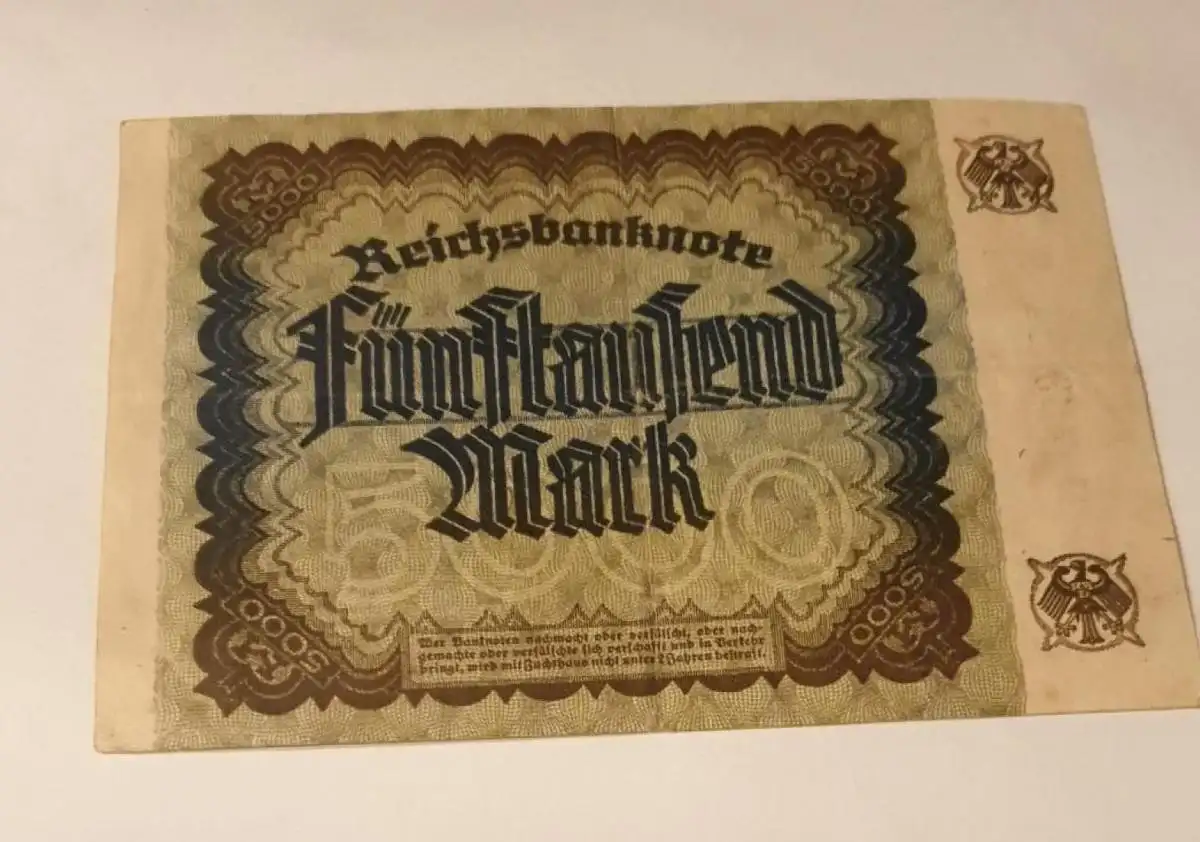 M
5000
M
5000
Reichsbanknote
Fünftausend
Mark
5000
Wer Banknoten nachmacht oder verfälscht, oder nach-
gemachte oder verfälschte sich verschafft und in Verkehr
bringt, wird mit Zuchthaus nicht unter 2 Jahren bestraft.
5000
M
5000
M